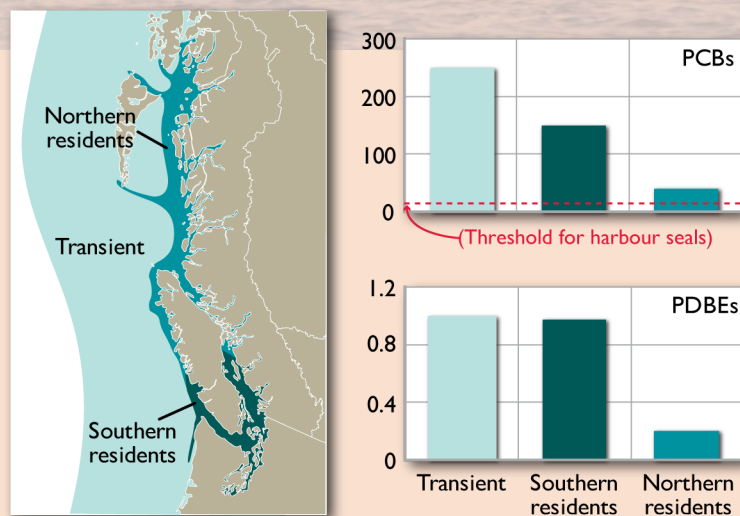 Northern
residents
Transient
Southern
residents
300
PCBs
200
100
0
(Threshold for harbour seals)
1.2
PDBEs
0.8
0.4
0
Transient
Southern
residents
Northern
residents